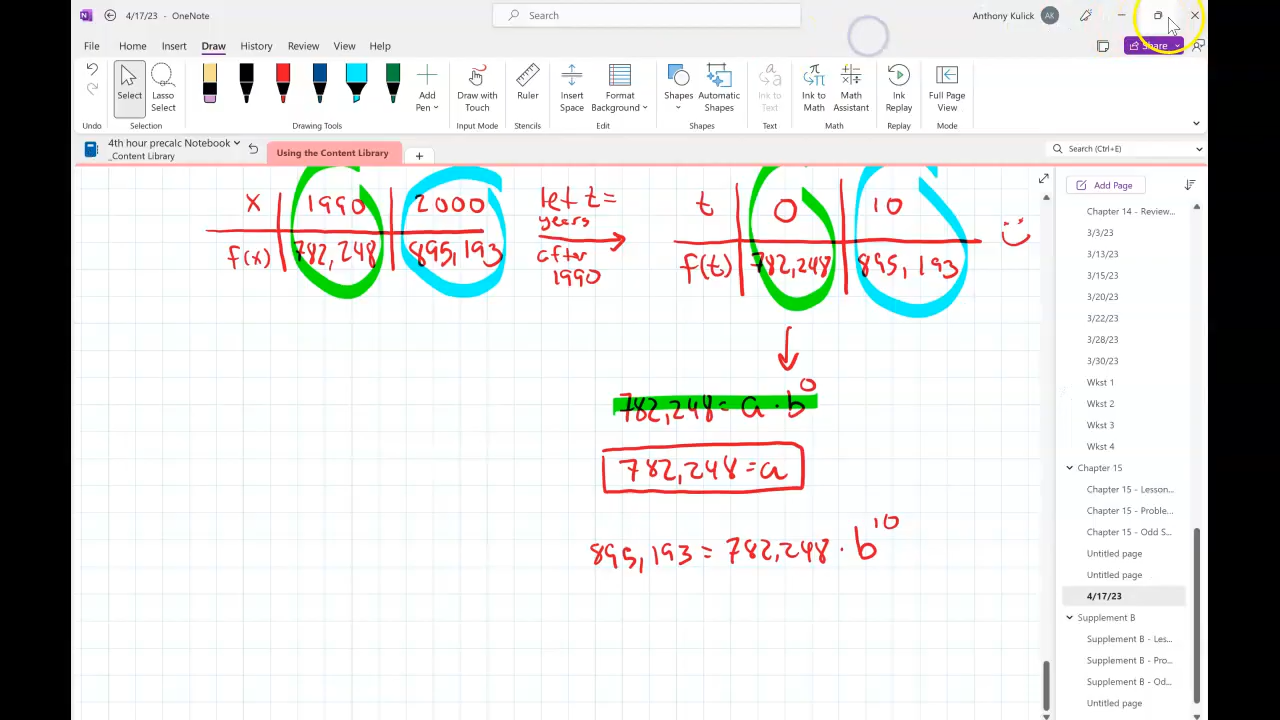 4/17/23 - OneNote
Search
Anthony Kulick
AK
File Home Insert Draw History Review View Help
Share
Select
Lasso Select
Add Pen
Draw with Touch
Ruler
Insert Space
Format Background
Shapes
Automatic Shapes
Ink to Text
Ink to Math
Math Assistant
Ink Replay
Full Page View
Undo Selection Drawing Tools Input Mode Stencils Edit Shapes Text Math Replay Mode
4th hour precalc Notebook
_Content Library
Using the Content Library
+
Search (Ctrl+E)
Add Page
Chapter 14 - Review...
3/3/23
3/13/23
3/15/23
3/20/23
3/22/23
3/28/23
3/30/23
Wkst 1
Wkst 2
Wkst 3
Wkst 4
Chapter 15
Chapter 15 - Lesson...
Chapter 15 - Proble...
Chapter 15 - Odd S...
Untitled page
Untitled page
4/17/23
Supplement B
Supplement B - Les...
Supplement B - Pro...
Supplement B - Od...
Untitled page
x 1990 2000
f(x) 782,248 895,193
let t =
years
after
1990
t 0 10
f(t) 782,248 895,193
782,248 = a · b^0
782,248 = a
895,193 = 782,248 · b^10